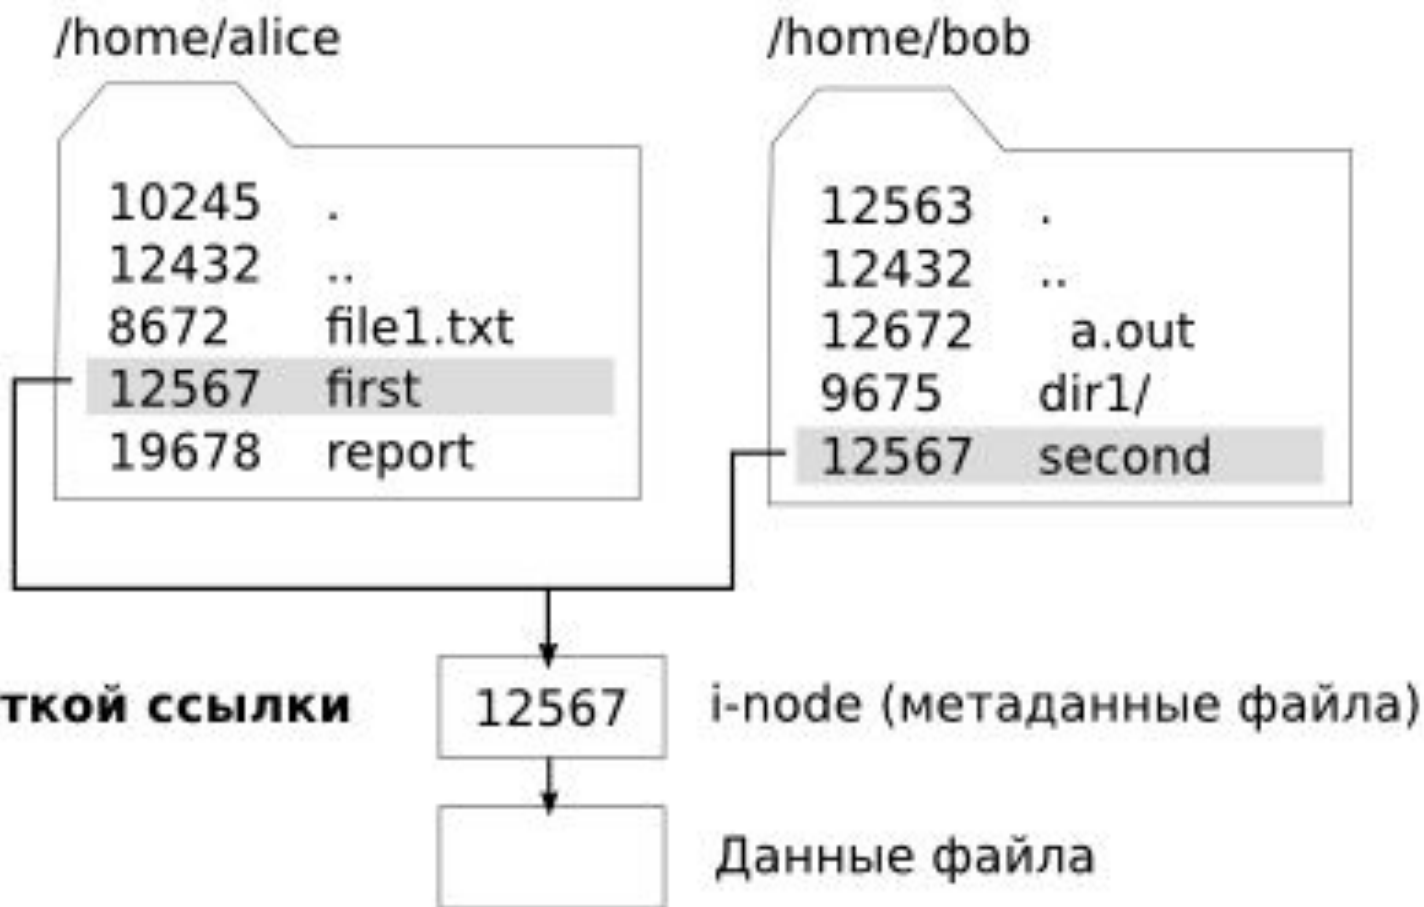 /home/alice
10245 .
12432 ..
8672 file1.txt
12567 first
19678 report
/home/bob
12563 .
12432 ..
12672 a.out
9675 dir1/
12567 second
ткой ссылки
12567
i-node (метаданные файла)
Данные файла